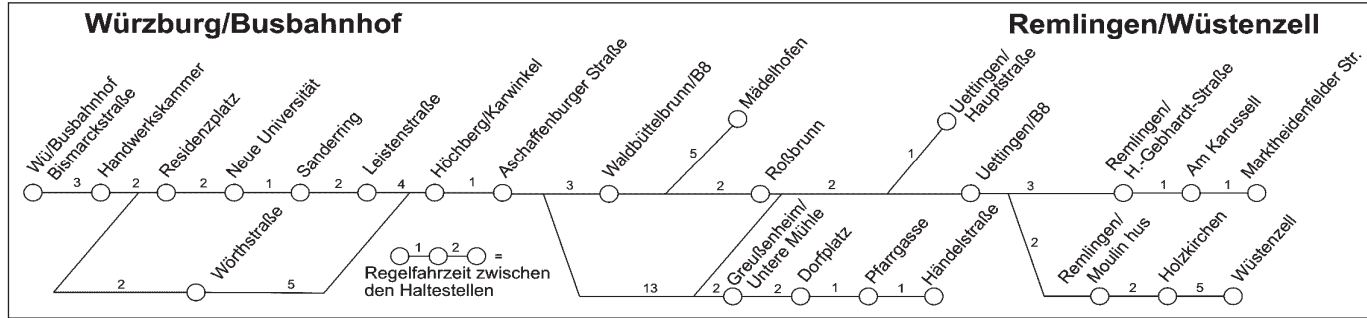 Würzburg/Busbahnhof
Remlingen/Wüstenzell
Wü/Busbahnhof
Bismarckstraße
Handwerkskammer
Residenzplatz
Neue Universität
Sanderring
Leistenstraße
Höchberg/Karwinkel
Aschaffenburger Straße
Waldbüttelbrunn/B8
Mädelhofen
Roßbrunn
Uettingen/
Hauptstraße
Uettingen/B8
Remlingen/
H.-Gebhardt-Straße
Am Karussell
Marktheidenfelder Str.
3
2
2
1
2
4
1
3
5
2
2
1
3
1
1
Wörthstraße
2
5
1
2
=
Regelfahrzeit zwischen
den Haltestellen
Greußenheim/
Untere Mühle
Dorfplatz
Pfarrgasse
Händelstraße
13
2
2
1
1
Remlingen/
Moulin hus
Holzkirchen
Wüstenzell
2
2
5